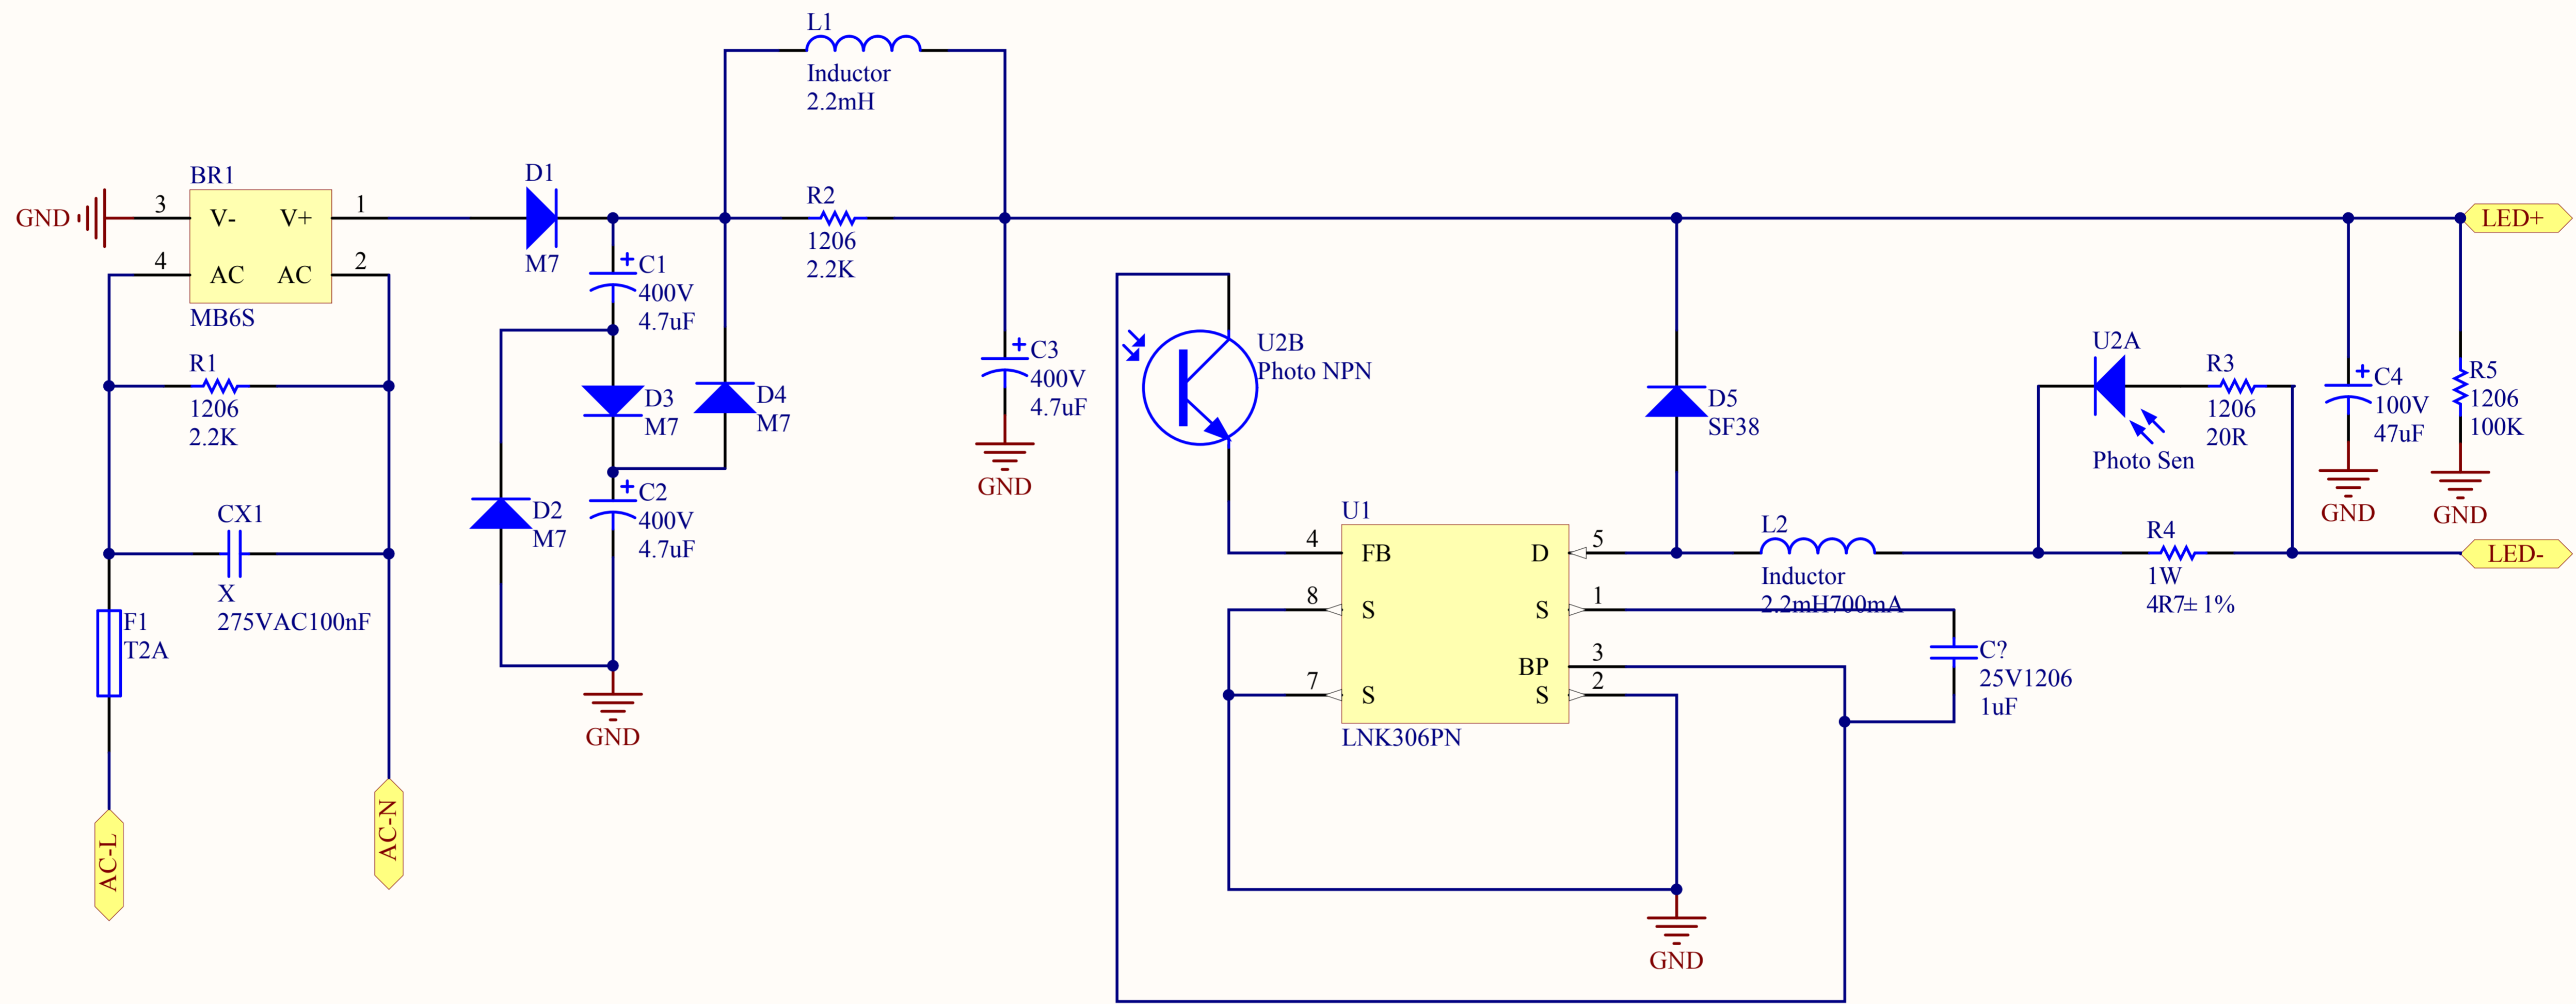 L1
Inductor
2.2mH
BR1
GND
3
V-
V+
1
4
AC
AC
2
MB6S
D1
M7
R2
1206
2.2K
LED+
C1
400V
4.7uF
R1
1206
2.2K
D3
M7
D4
M7
C3
400V
4.7uF
GND
U2B
Photo NPN
D5
SF38
U2A
Photo Sen
R3
1206
20R
C4
100V
47uF
GND
R5
1206
100K
GND
CX1
X
275VAC100nF
F1
T2A
D2
M7
C2
400V
4.7uF
GND
U1
4
FB
D
5
8
S
S
1
BP
3
7
S
S
2
LNK306PN
L2
Inductor
2.2mH700mA
R4
1W
4R7±1%
LED-
C?
25V1206
1uF
GND
AC-L
AC-N